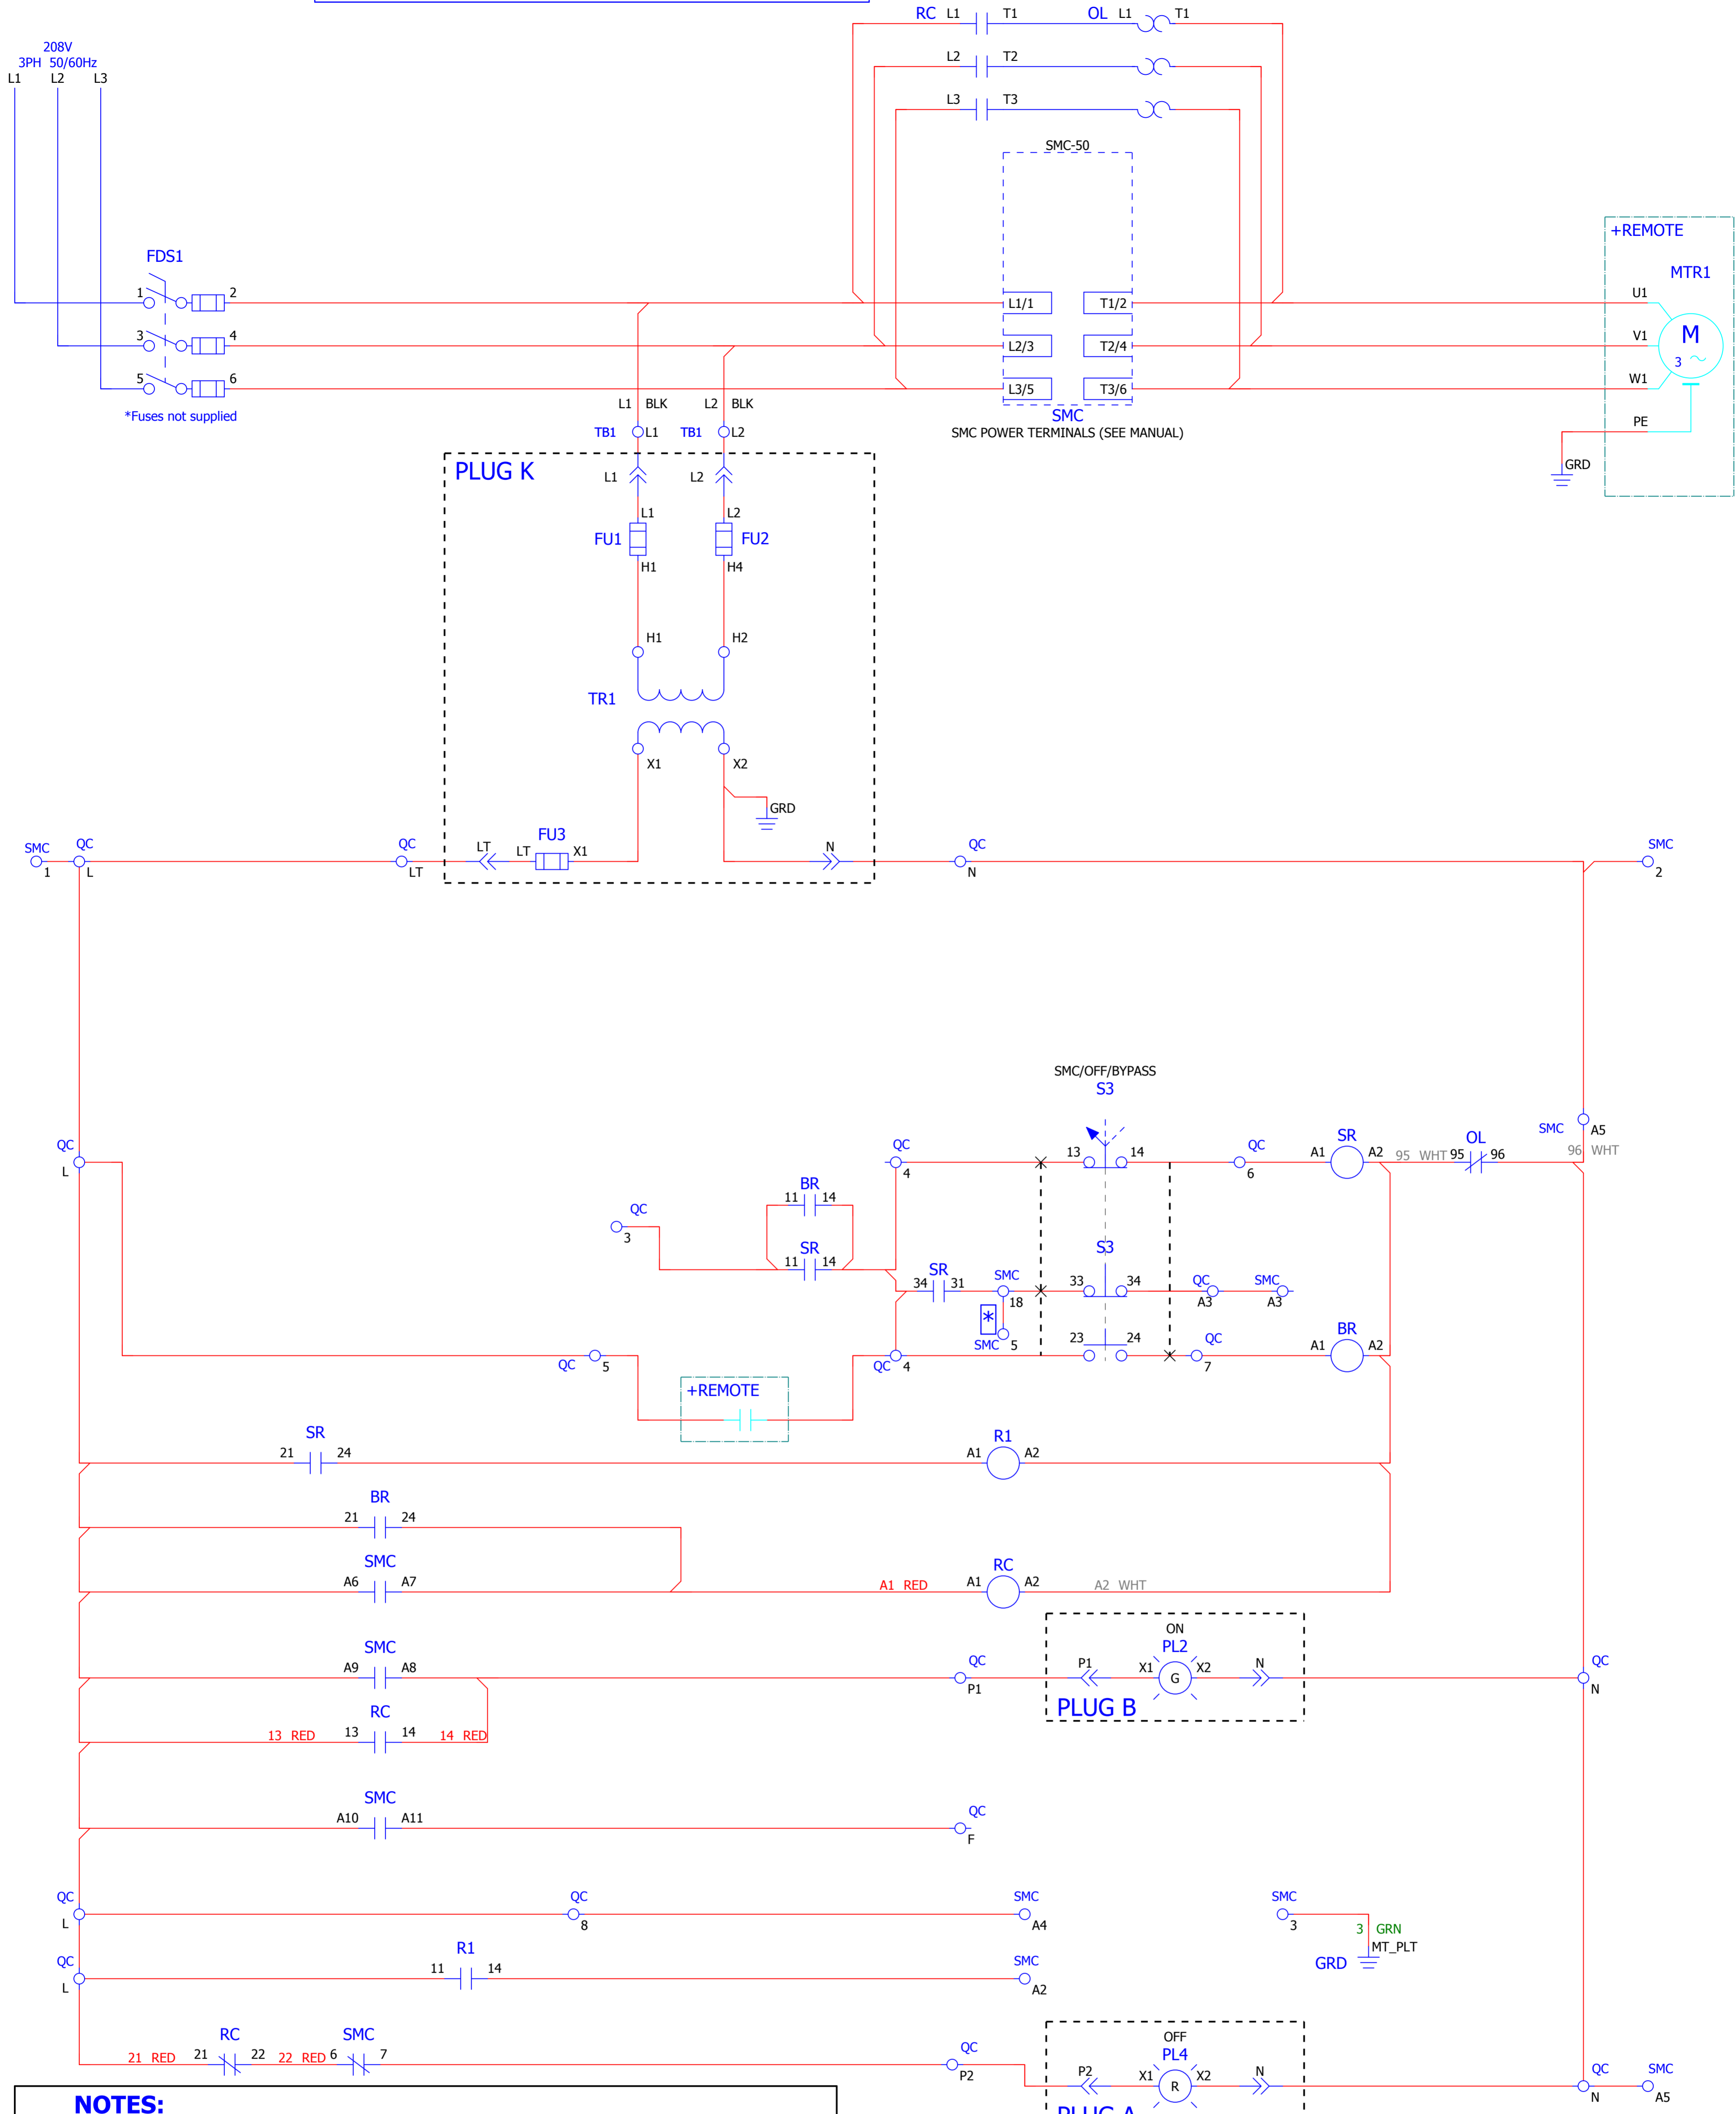 RC L1 T1 OL L1 T1
208V
3PH 50/60Hz
L1 L2 L3
L2 T2
L3 T3
SMC-50
+REMOTE
FDS1
MTR1
1 2 L1/1 T1/2 U1
3 4 L2/3 T2/4 V1 M
3
5 6 L3/5 T3/6 W1
*Fuses not supplied
L1 BLK L2 BLK
SMC
PE
TB1 L1 TB1 L2
SMC POWER TERMINALS (SEE MANUAL)
PLUG K
L1 L2
GRD
L1 L2
FU1 FU2
H1 H4
H1 H2
TR1
X1 X2
GRD
FU3
SMC QC QC LT LT X1 N QC SMC
1 L LT N 2
SMC/OFF/BYPASS
S3
SMC A5
QC QC 13 14 QC SR OL
L 4 6 A1 A2 95 WHT 95 96 96 WHT
BR
11 14
QC
3
SR S3
11 14
SR
34 31 SMC 33 34 QC SMC
18 A3 A3
*
SMC 5 23 24 QC BR
A1 A2
QC 5 QC 4 7
+REMOTE
SR R1
21 24 A1 A2
BR
21 24
SMC RC
A6 A7 A1 RED A1 A2 A2 WHT
ON
SMC PL2
A9 A8 QC P1 X1 G X2 N QC
P1 N
RC PLUG B
13 RED 13 14 14 RED
SMC
A10 A11 QC
F
QC QC SMC SMC
L 8 A4 3
3 GRN
MT_PLT
GRD
QC R1 SMC
L 11 14 A2
OFF
RC SMC PL4
21 RED 21 22 22 RED 6 7 QC P2 X1 R X2 N QC SMC
P2 N A5
NOTES:
PLUG A